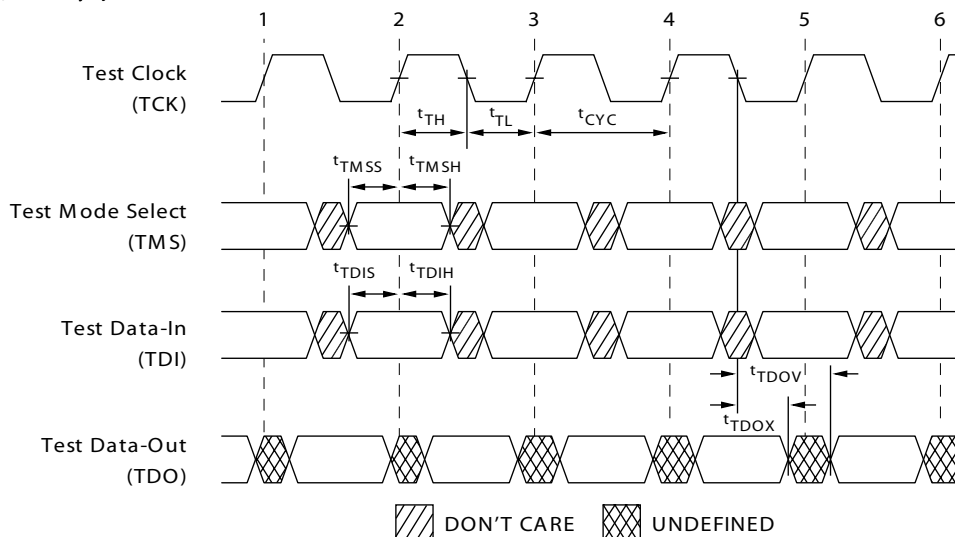 1 2 3 4 5 6
Test Clock
(TCK)
tTH tTL tCYC
tTMSS tTMSH
Test Mode Select
(TMS)
tTDIS tTDIH
Test Data-In
(TDI)
tTDOV
tTDOX
Test Data-Out
(TDO)
DON'T CARE UNDEFINED